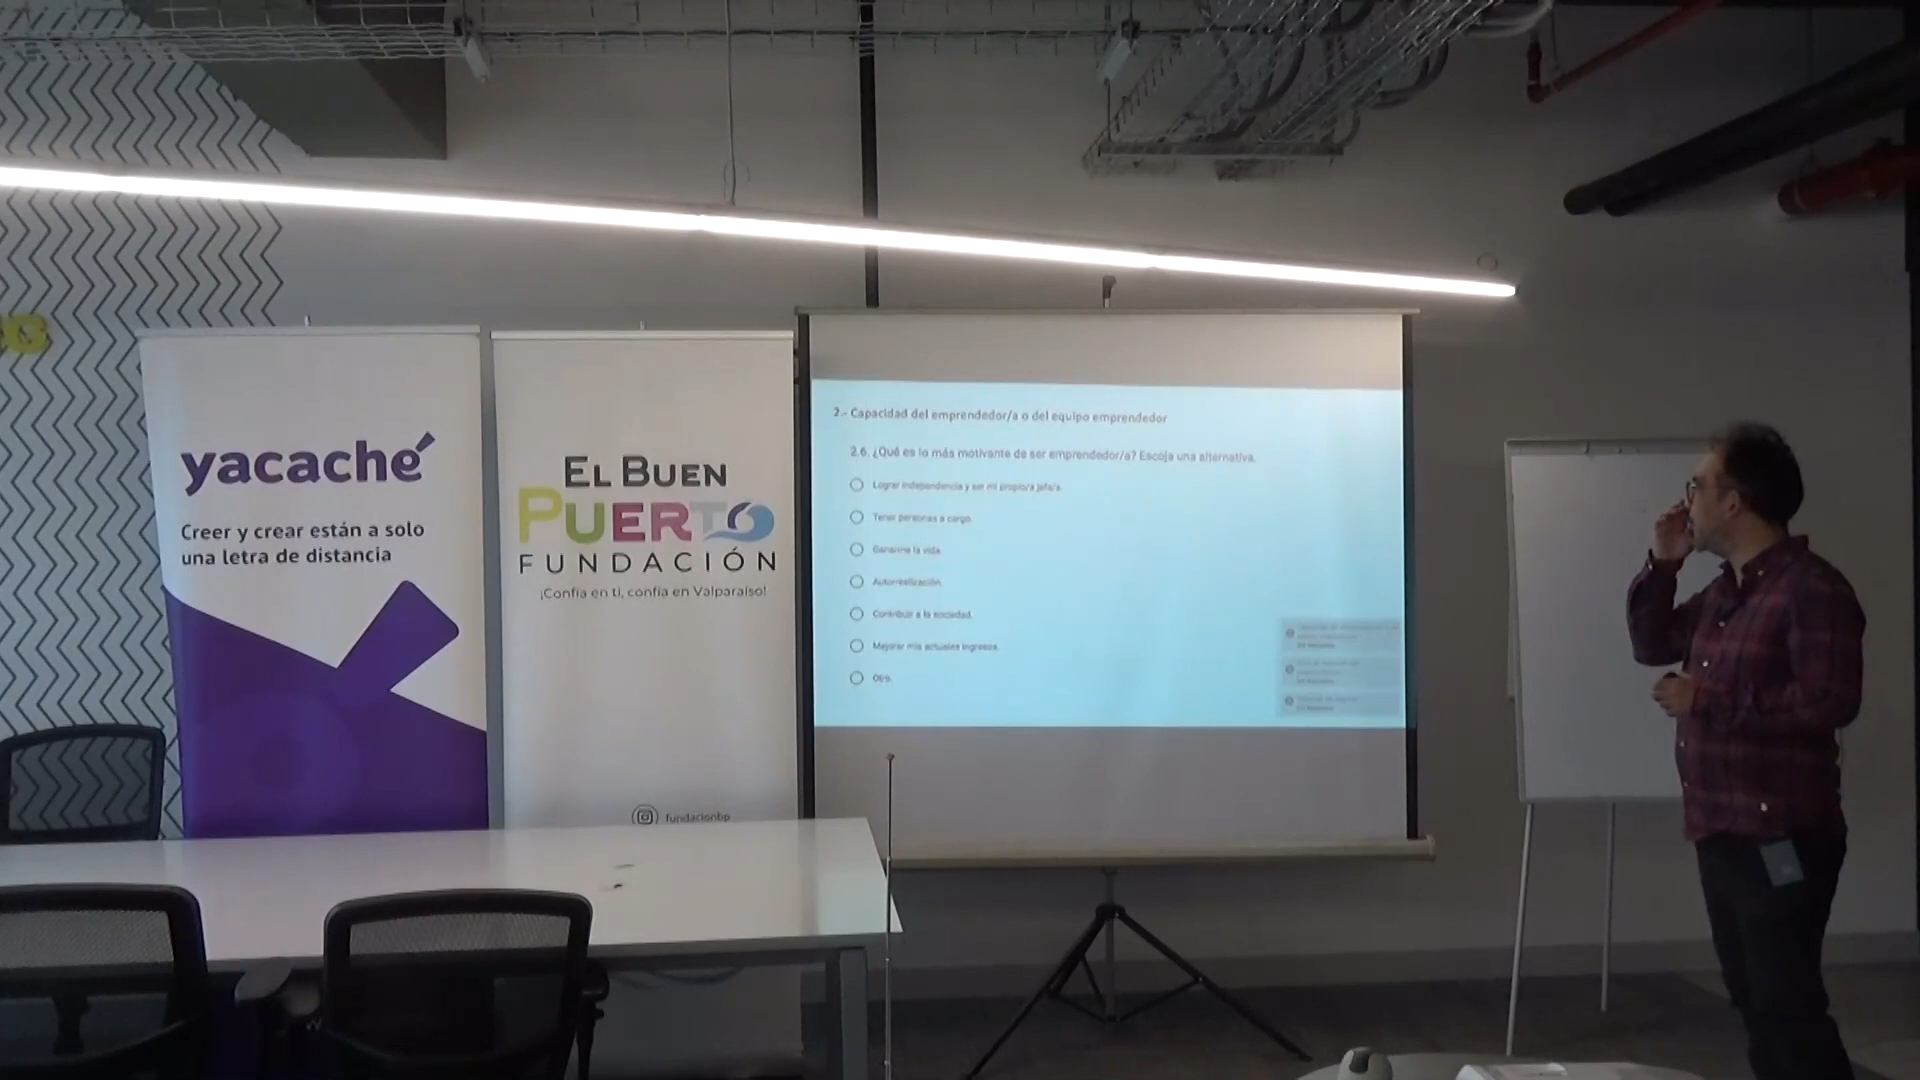 yacaché
Creer y crear están a solo
una letra de distancia
EL BUEN
PUERTO
FUNDACIÓN
¡Confía en ti, confía en Valparaíso!
fundacionbp
2.- Capacidad del emprendedor/a o del equipo emprendedor
2.6. ¿Qué es lo más motivante de ser emprendedor/a? Escoja una alternativa.
Lograr independencia y ser mi propio/a jefe/a.
Tener personas a cargo.
Ganarme la vida.
Autorrealización.
Contribuir a la sociedad.
Mejorar mis actuales ingresos.
Otro.